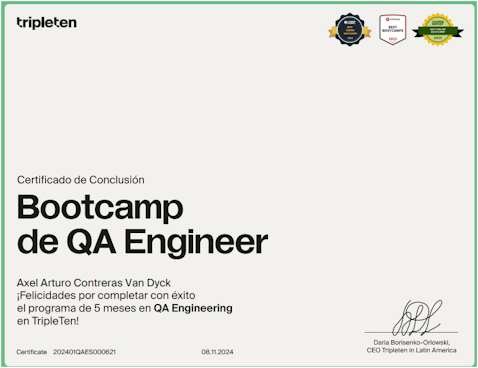 tripleten
BEST BOOTCAMPS
Certificado de Conclusión
Bootcamp
de QA Engineer
Axel Arturo Contreras Van Dyck
¡Felicidades por completar con éxito
el programa de 5 meses en QA Engineering
en TripleTen!
Certificate 202401QAES000621
08.11.2024
Daria Borisenko-Orlowski,
CEO Tripleten in Latin America